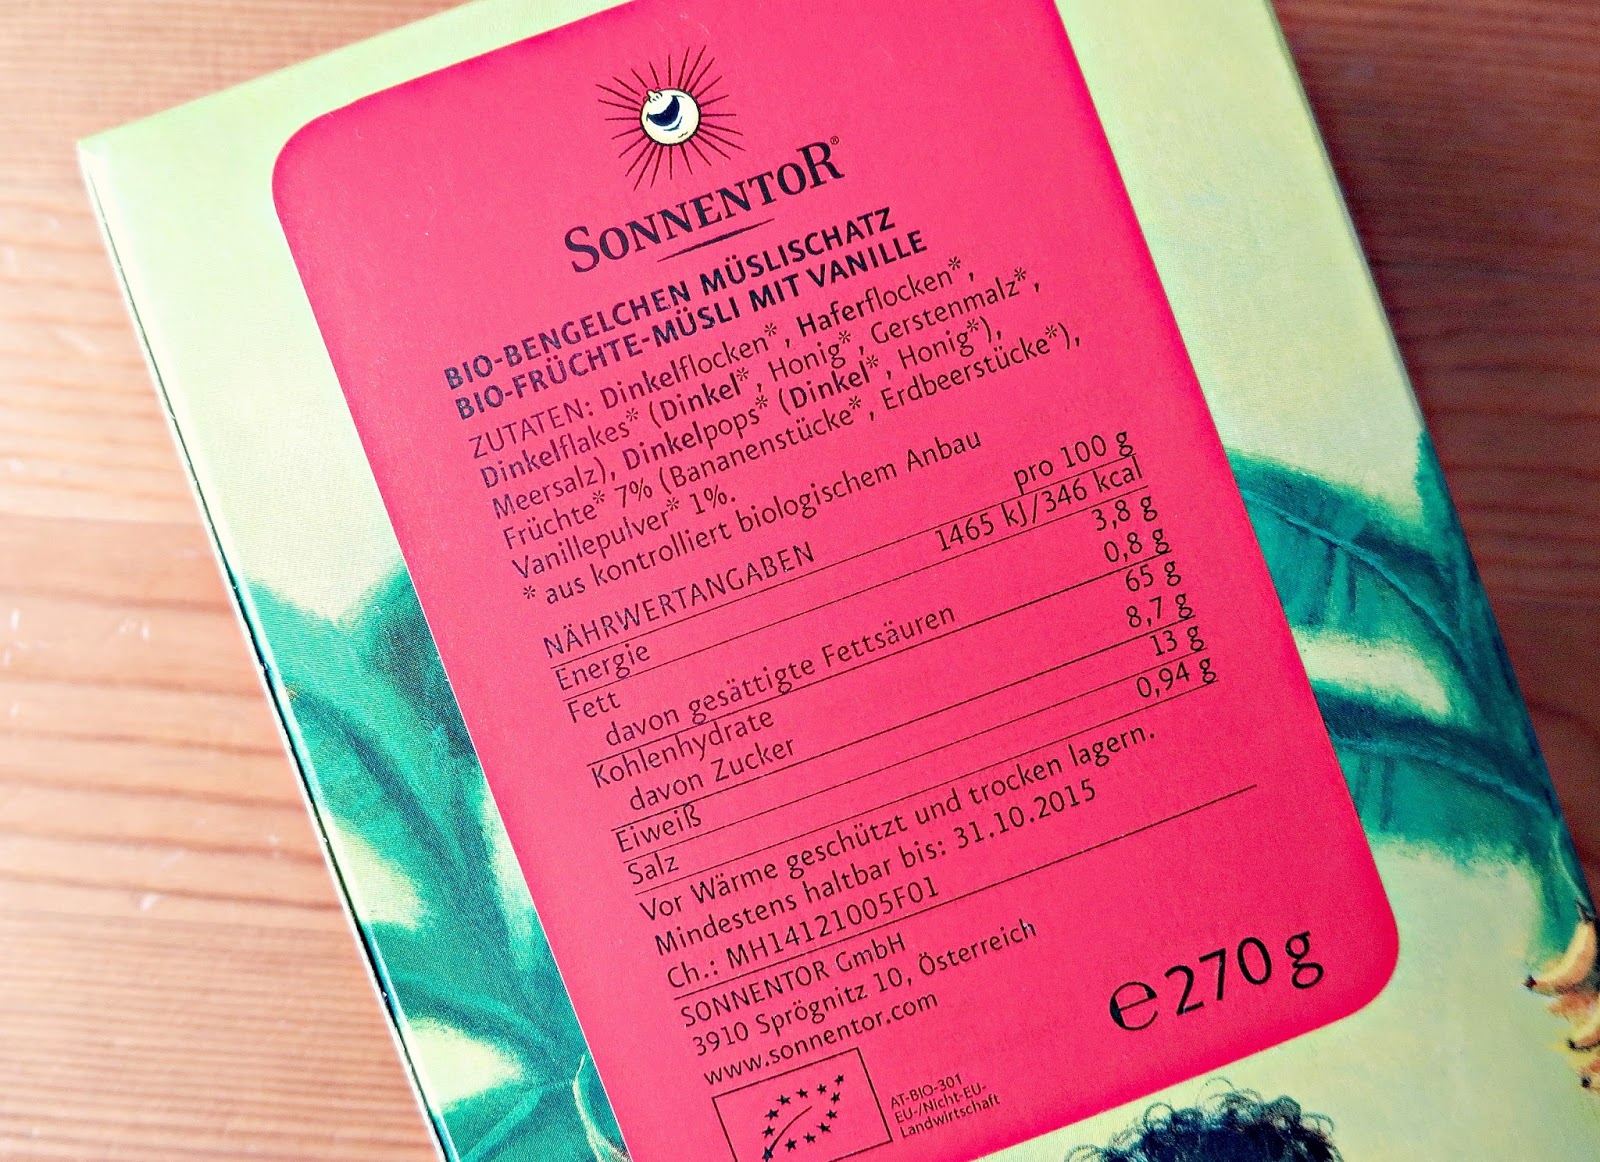 SONNENTOR®
BIO-BENGELCHEN MÜSLISCHATZ
BIO-FRÜCHTE-MÜSLI MIT VANILLE
ZUTATEN: Dinkelflocken*, Haferflocken*,
Dinkelflakes* (Dinkel*, Honig*, Gerstenmalz*,
Meersalz), Dinkelpops* (Dinkel*, Honig*),
Früchte* 7% (Bananenstücke*, Erdbeerstücke*),
Vanillepulver* 1%.
* aus kontrolliert biologischem Anbau
NÄHRWERTANGABEN pro 100 g
Energie 1465 kJ/346 kcal
Fett 3,8 g
davon gesättigte Fettsäuren 0,8 g
Kohlenhydrate 65 g
davon Zucker 8,7 g
Eiweiß 13 g
Salz 0,94 g
Vor Wärme geschützt und trocken lagern.
Mindestens haltbar bis: 31.10.2015
Ch.: MH14121005F01
SONNENTOR GmbH
3910 Sprögnitz 10, Österreich
www.sonnentor.com
℮270g
AT-BIO-301
EU-/Nicht-EU-
Landwirtschaft